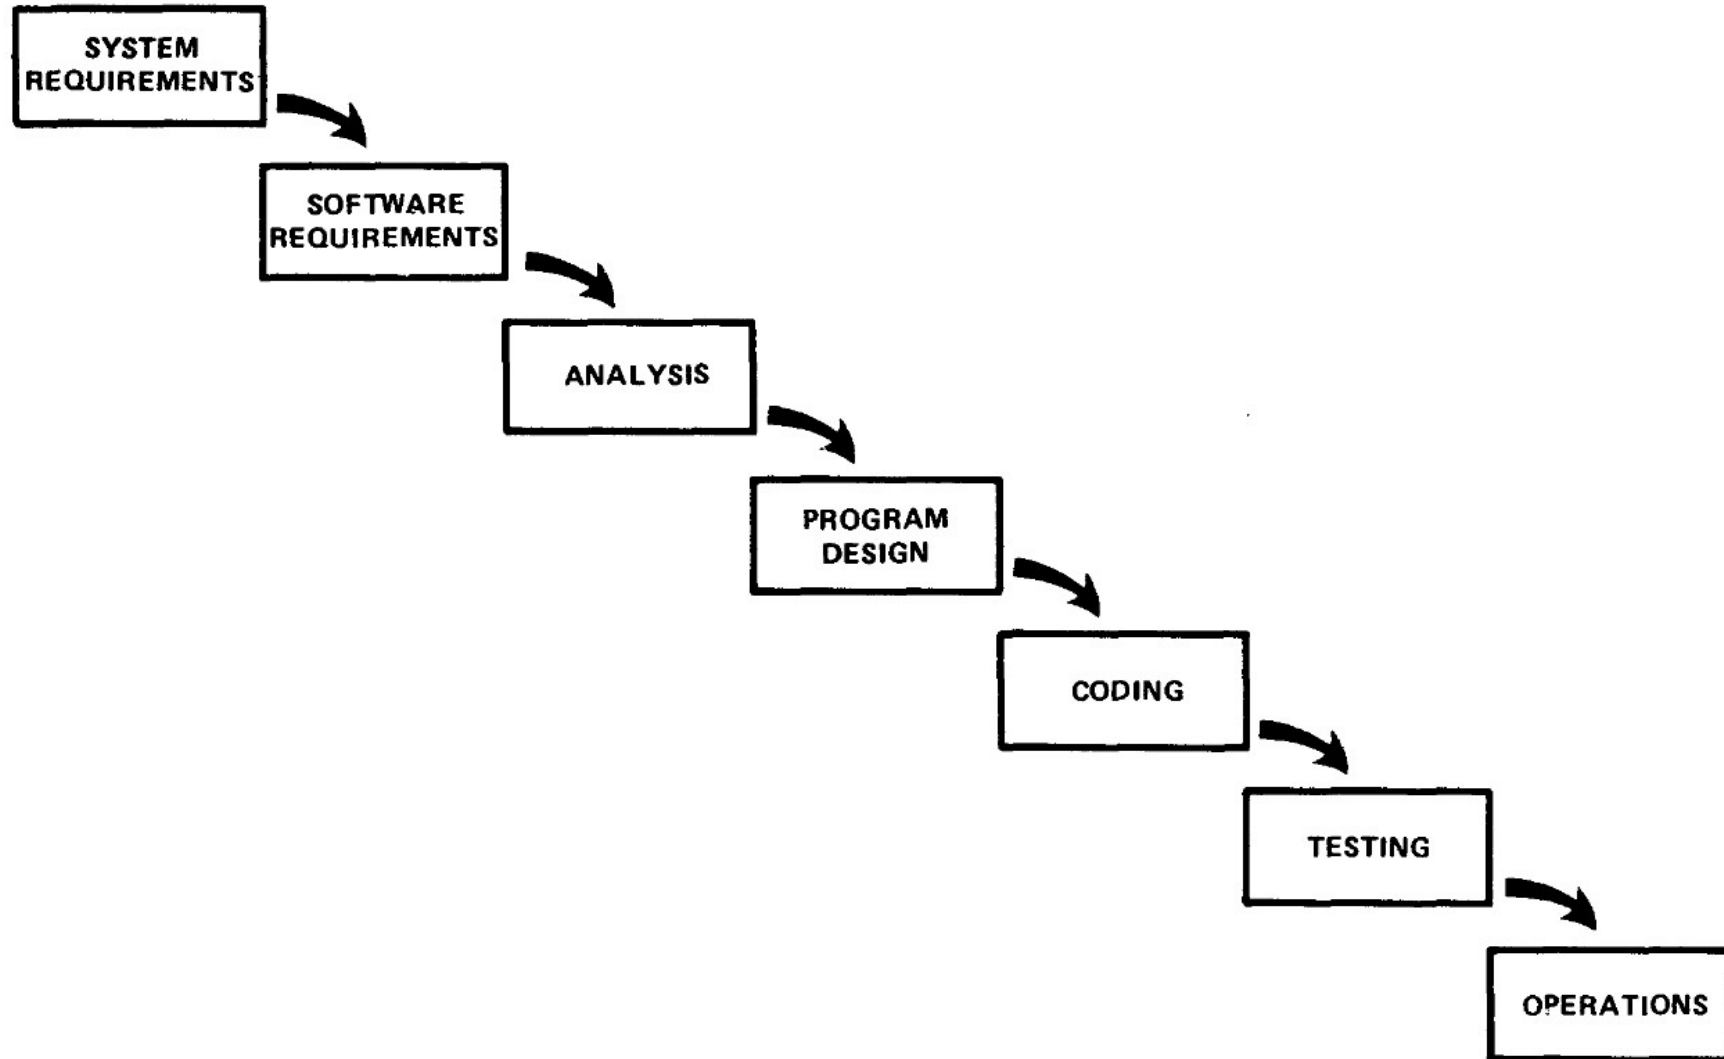 SYSTEM
REQUIREMENTS
SOFTWARE
REQUIREMENTS
ANALYSIS
PROGRAM
DESIGN
CODING
TESTING
OPERATIONS